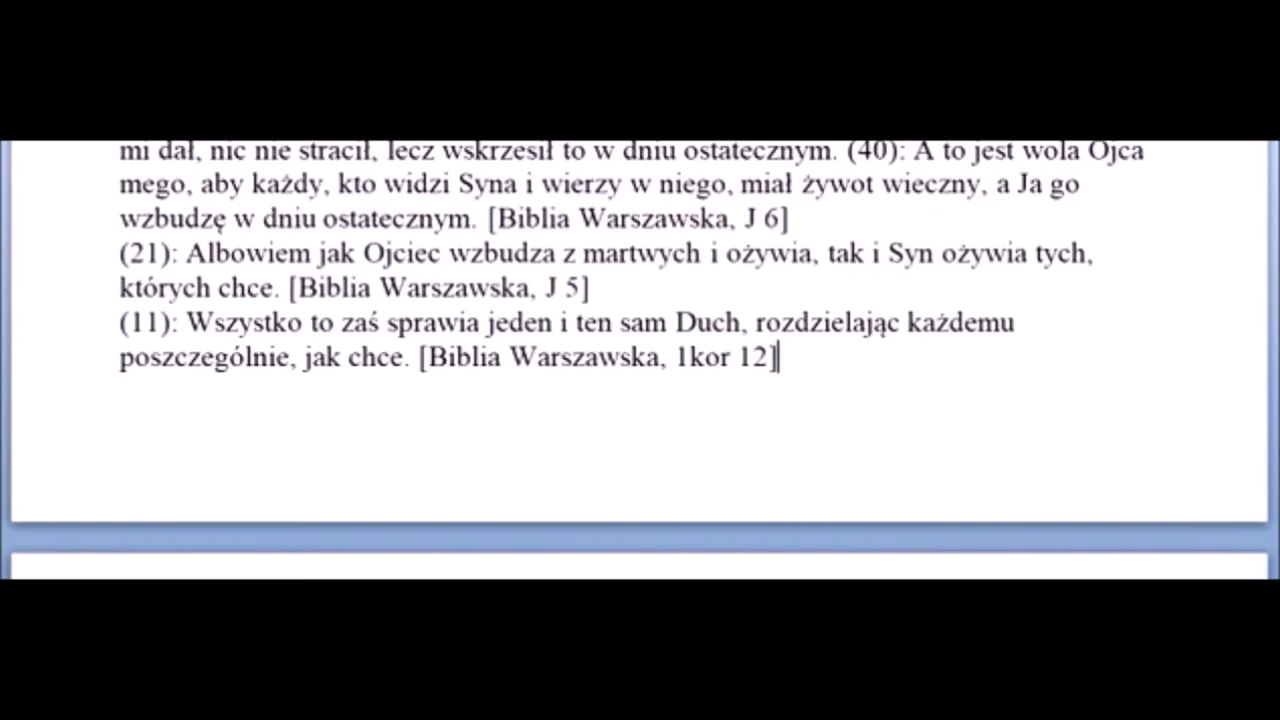 mi dał, nic nie stracił, lecz wskrzesił to w dniu ostatecznym. (40): A to jest wola Ojca
mego, aby każdy, kto widzi Syna i wierzy w niego, miał żywot wieczny, a Ja go
wzbudzę w dniu ostatecznym. [Biblia Warszawska, J 6]
(21): Albowiem jak Ojciec wzbudza z martwych i ożywia, tak i Syn ożywia tych,
których chce. [Biblia Warszawska, J 5]
(11): Wszystko to zaś sprawia jeden i ten sam Duch, rozdzielając każdemu
poszczególnie, jak chce. [Biblia Warszawska, 1kor 12]